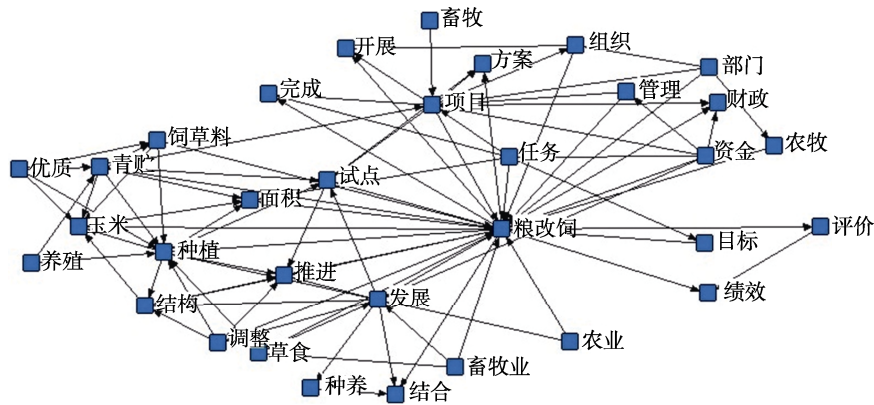 畜牧
开展
组织
方案
部门
完成
项目
管理
财政
饲草料
任务
资金
农牧
优质
青贮
试点
面积
玉米
粮改饲
评价
种植
目标
养殖
推进
结构
发展
绩效
调整
草食
农业
畜牧业
种养
结合